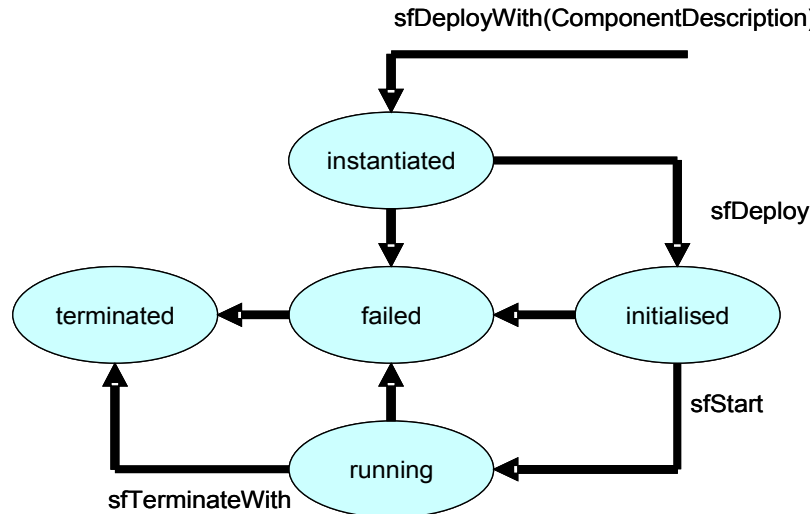 sfDeployWith(ComponentDescription)
instantiated
sfDeploy
terminated
failed
initialised
sfStart
running
sfTerminateWith